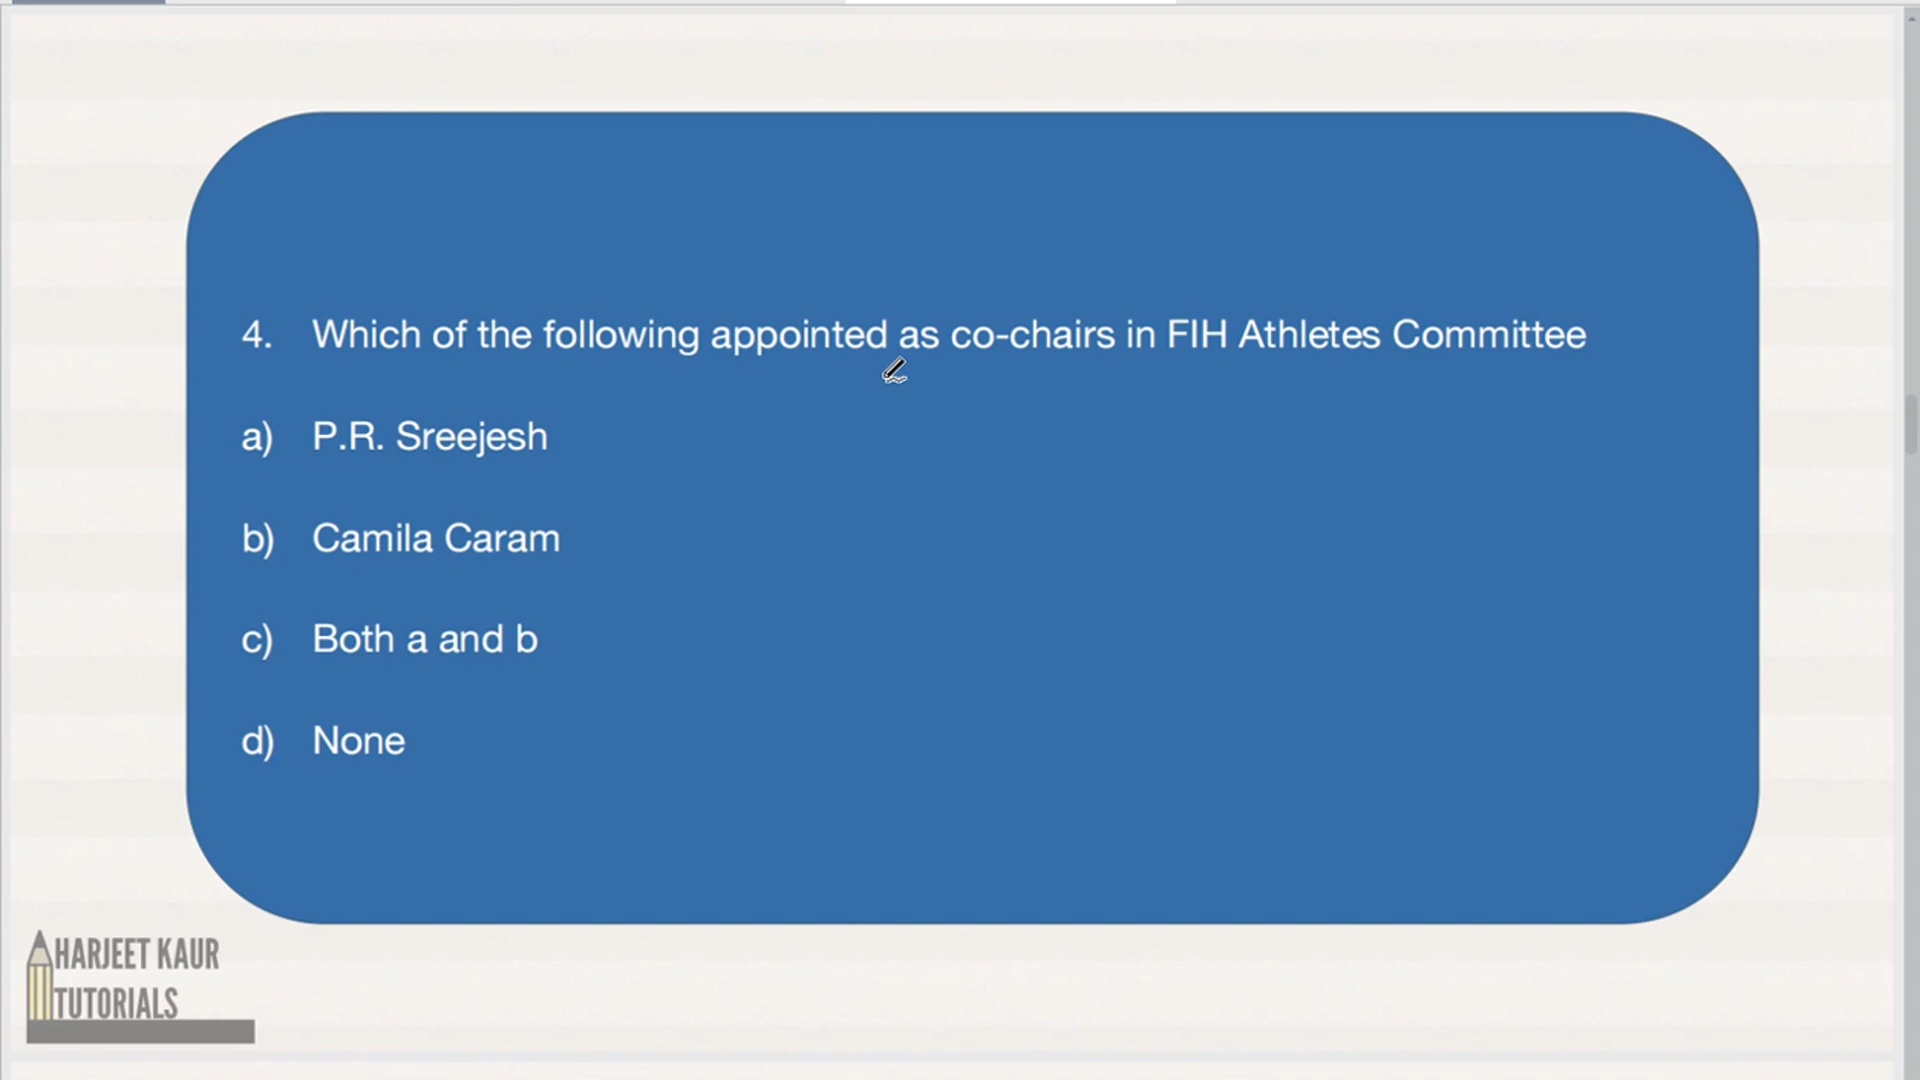 4. Which of the following appointed as co-chairs in FIH Athletes Committee
a) P.R. Sreejesh
b) Camila Caram
c) Both a and b
d) None
HARJEET KAUR
TUTORIALS